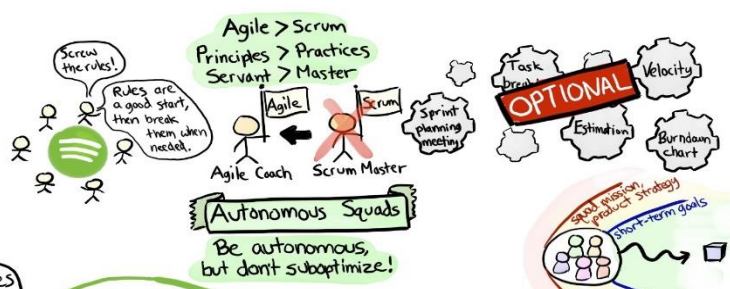 Agile > Scrum
Principles > Practices
Servant > Master
Screw
the rules!
Rules are
a good start,
then break
them when
needed.
Agile
Scrum
Agile Coach
Scrum Master
Sprint
planning
meeting
Task
OPTIONAL
Velocity
Estimation
Burndown
chart
Autonomous Squads
Be autonomous,
but don't suboptimize!
squad mission,
product strategy
short-term goals